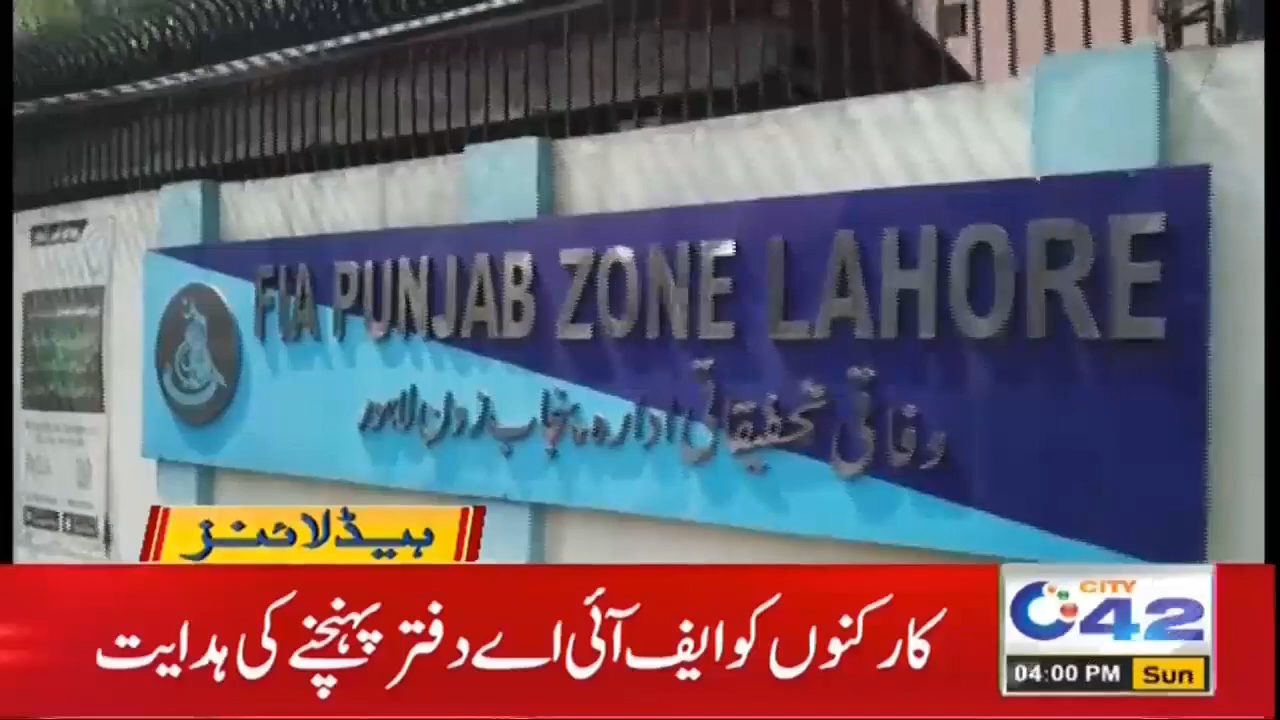 FIA PUNJAB ZONE LAHORE
وفاقی تحقیقاتی ادارہ پنجاب زون لاہور
ہیڈلائنز
کارکنوں کو ایف آئی اے دفتر پہنچنے کی ہدایت
CITY
42
04:00 PM Sun